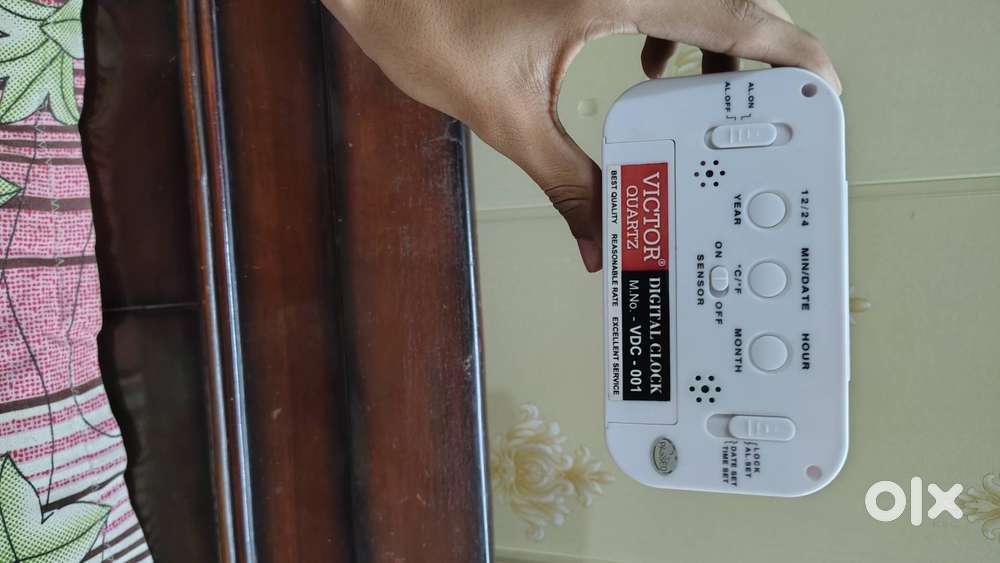 AL.ON
AL.OFF
12/24
MIN/DATE
HOUR
YEAR
°C/°F
MONTH
ON
OFF
SENSOR
LOCK
AL.SET
DATE SET
TIME SET
VICTOR®
QUARTZ
DIGITAL CLOCK
M.No. - VDC - 001
BEST QUALITY REASONABLE RATE EXCELLENT SERVICE
PASSED
olx